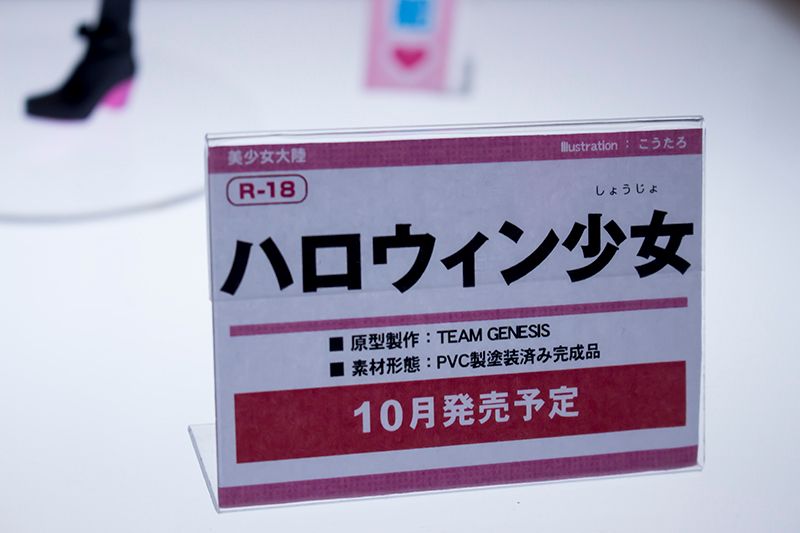 美少女大陸 Illustration : こうたろ
R-18
しょうじょ
ハロウィン少女
■ 原型製作：TEAM GENESIS
■ 素材形態：PVC製塗装済み完成品
10月発売予定